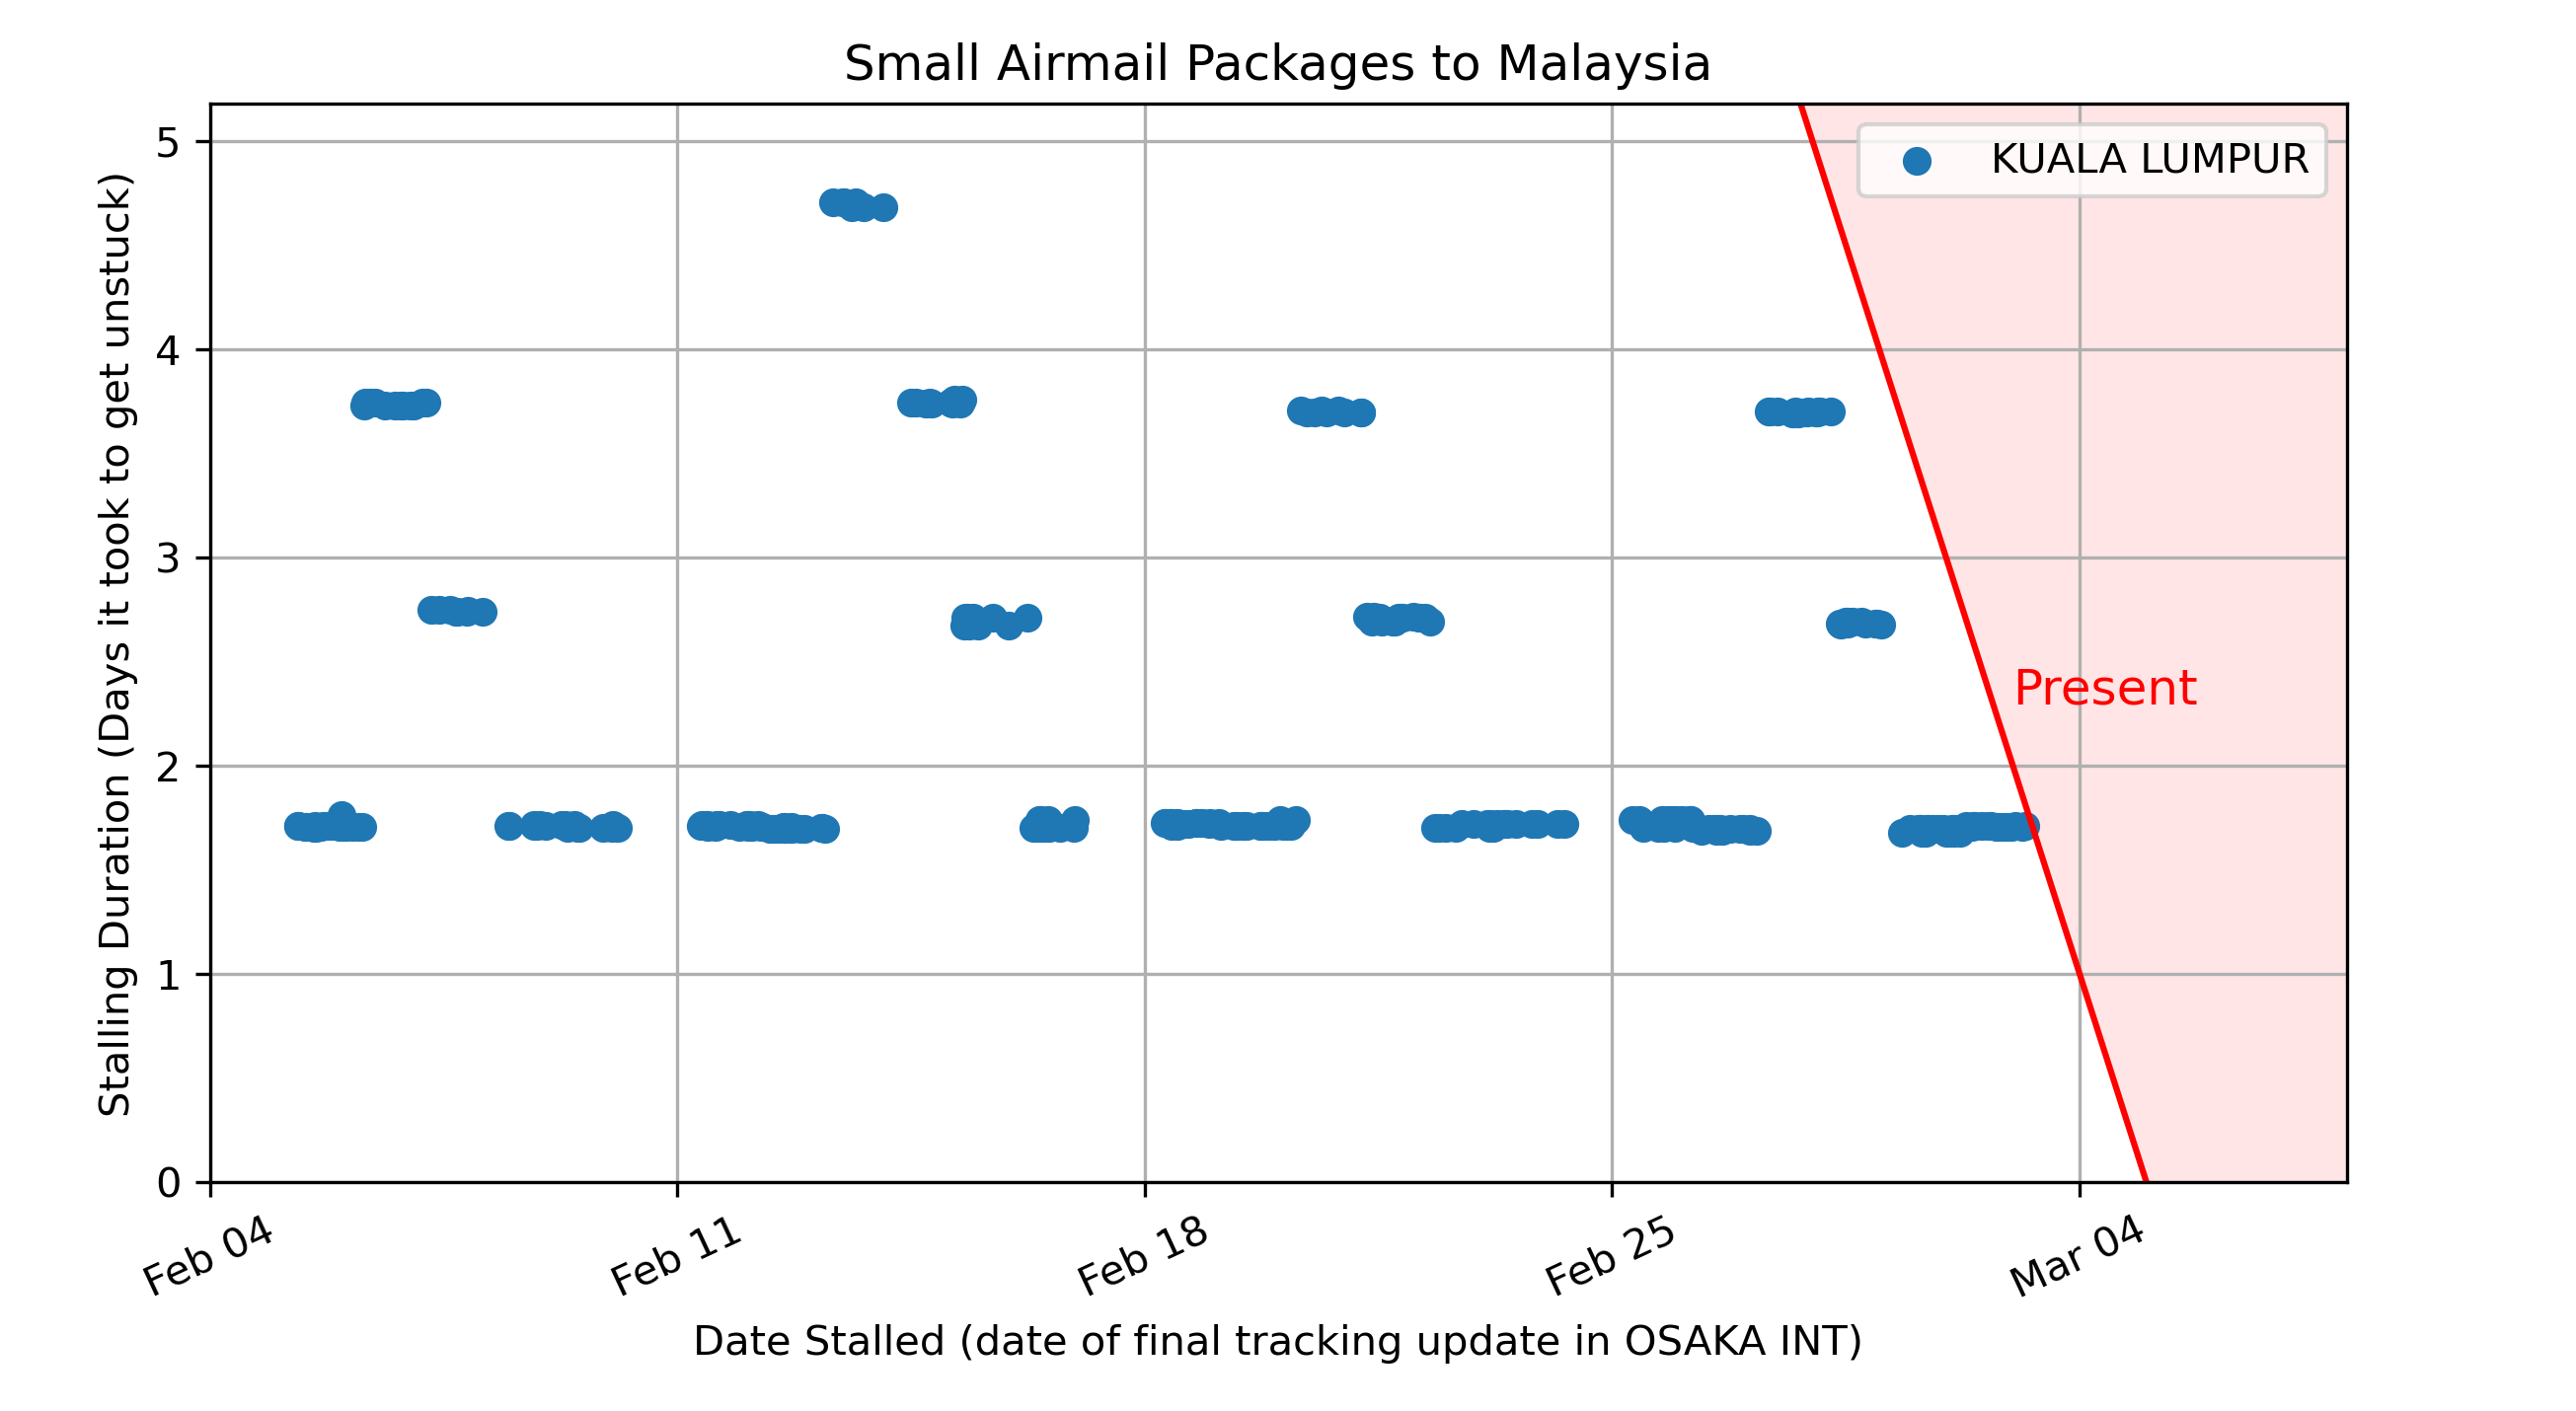 Small Airmail Packages to Malaysia
KUALA LUMPUR
Stalling Duration (Days it took to get unstuck)
5
4
3
2
1
0
Present
Feb 04
Feb 11
Feb 18
Feb 25
Mar 04
Date Stalled (date of final tracking update in OSAKA INT)